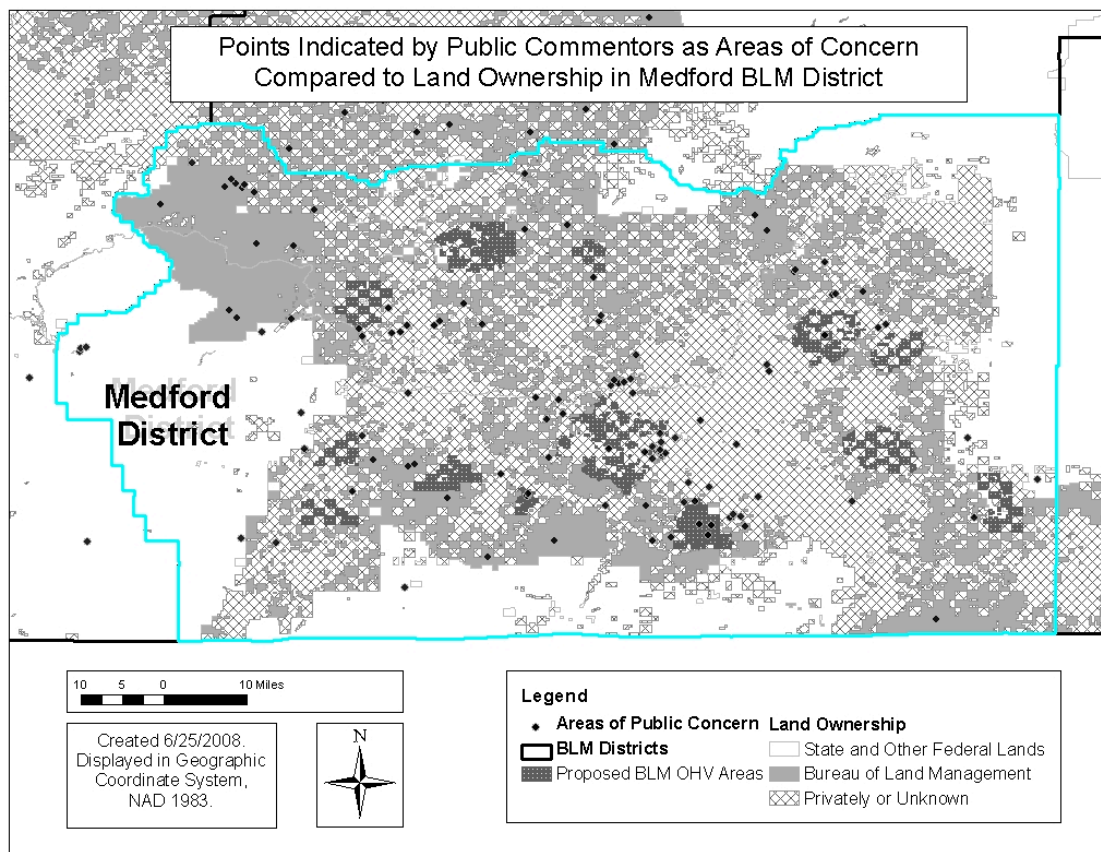 Points Indicated by Public Commentors as Areas of Concern
Compared to Land Ownership in Medford BLM District
Medford
District
10 5 0 10 Miles
Created 6/25/2008.
Displayed in Geographic
Coordinate System,
NAD 1983.
N
Legend
Areas of Public Concern
BLM Districts
Proposed BLM OHV Areas
Land Ownership
State and Other Federal Lands
Bureau of Land Management
Privately or Unknown